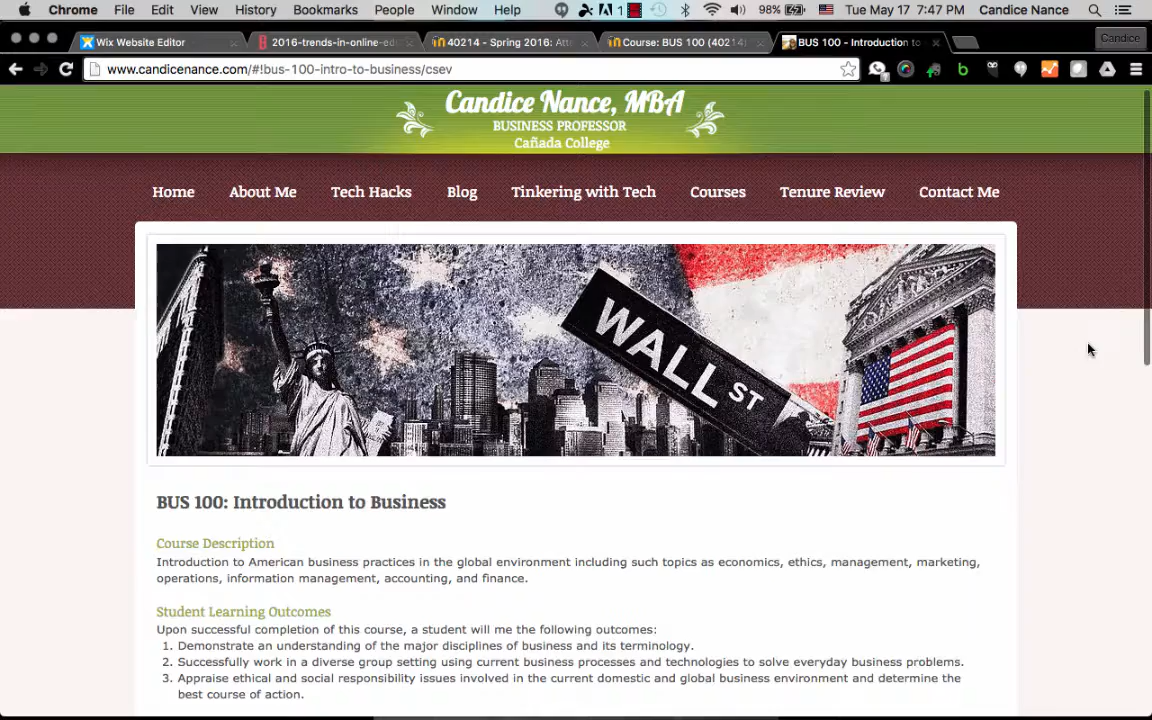 Chrome File Edit View History Bookmarks People Window Help 1 98% Tue May 17 7:47 PM Candice Nance
Wix Website Editor 2016-trends-in-online-ed 40214 - Spring 2016: Att Course: BUS 100 (40214) BUS 100 - Introduction to Candice
www.candicenance.com/#!bus-100-intro-to-business/csev
Candice Nance, MBA
BUSINESS PROFESSOR
Cañada College
Home About Me Tech Hacks Blog Tinkering with Tech Courses Tenure Review Contact Me
WALL ST
BUS 100: Introduction to Business
Course Description
Introduction to American business practices in the global environment including such topics as economics, ethics, management, marketing,
operations, information management, accounting, and finance.
Student Learning Outcomes
Upon successful completion of this course, a student will me the following outcomes:
1. Demonstrate an understanding of the major disciplines of business and its terminology.
2. Successfully work in a diverse group setting using current business processes and technologies to solve everyday business problems.
3. Appraise ethical and social responsibility issues involved in the current domestic and global business environment and determine the
best course of action.